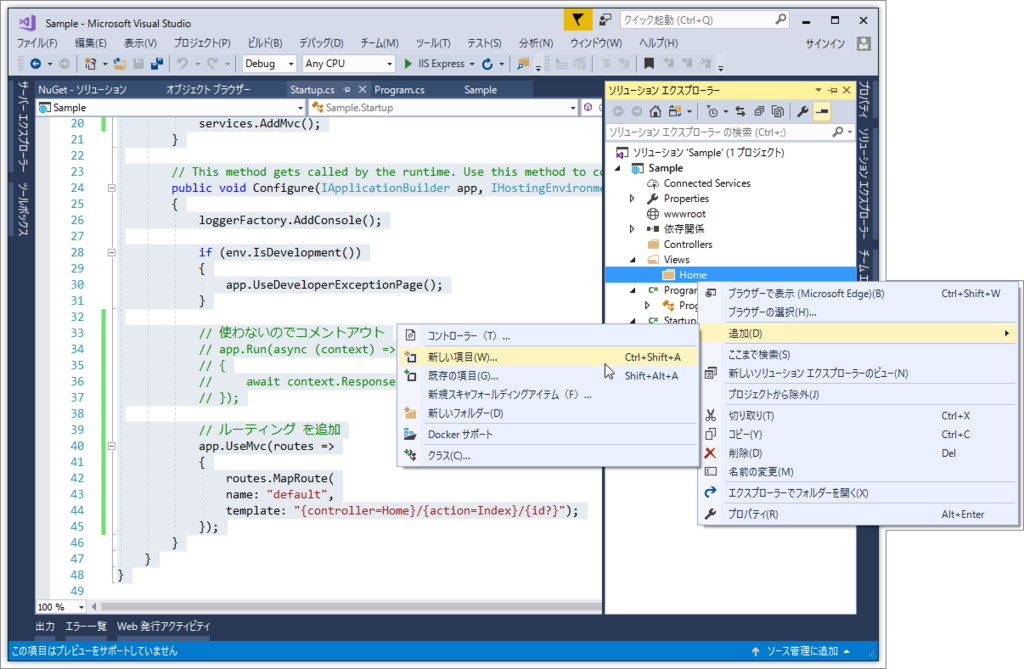 Sample - Microsoft Visual Studio
クイック起動 (Ctrl+Q)
ファイル(F) 編集(E) 表示(V) プロジェクト(P) ビルド(B) デバッグ(D) チーム(M) ツール(T) テスト(S) 分析(N) ウィンドウ(W) ヘルプ(H) サインイン
Debug Any CPU IIS Express
サーバー エクスプローラー
ツールボックス
NuGet - ソリューション オブジェクト ブラウザー Startup.cs Program.cs Sample
Sample Sample.Startup
20 services.AddMvc();
21 }
22
23 // This method gets called by the runtime. Use this method to co
24 public void Configure(IApplicationBuilder app, IHostingEnvironme
25 {
26 loggerFactory.AddConsole();
27
28 if (env.IsDevelopment())
29 {
30 app.UseDeveloperExceptionPage();
31 }
32
33 // 使わないのでコメントアウト
34 // app.Run(async (context) =>
35 // {
36 // await context.Response
37 // });
38
39 // ルーティング を追加
40 app.UseMvc(routes =>
41 {
42 routes.MapRoute(
43 name: "default",
44 template: "{controller=Home}/{action=Index}/{id?}");
45 });
46 }
47 }
48 }
49
100 %
ソリューション エクスプローラー
ソリューション エクスプローラー の検索 (Ctrl+;)
ソリューション 'Sample' (1 プロジェクト)
Sample
Connected Services
Properties
wwwroot
依存関係
Controllers
Views
Home
Program
Prog
Startup
プロパティ
ソリューション エクスプローラー
チーム エ
ブラウザーで表示 (Microsoft Edge)(B) Ctrl+Shift+W
ブラウザーの選択(H)...
追加(D)
ここまで検索(S)
新しいソリューション エクスプローラーのビュー(N)
プロジェクトから除外(J)
切り取り(T) Ctrl+X
コピー(Y) Ctrl+C
削除(D) Del
名前の変更(M)
エクスプローラーでフォルダーを開く(X)
プロパティ(R) Alt+Enter
コントローラー（T）...
新しい項目(W)... Ctrl+Shift+A
既存の項目(G)... Shift+Alt+A
新規スキャフォールディングアイテム（F）...
新しいフォルダー(D)
Docker サポート
クラス(C)...
出力 エラー一覧 Web 発行アクティビティ
この項目はプレビューをサポートしていません
ソース管理に追加